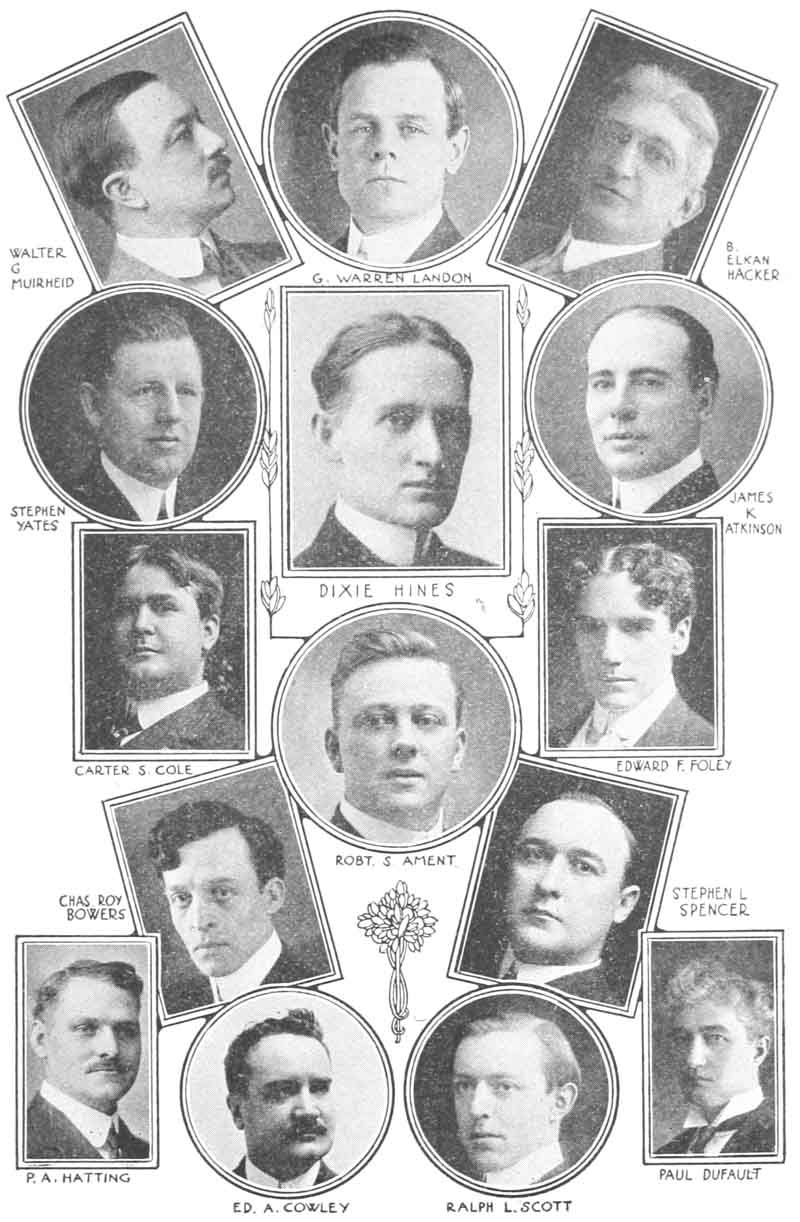 WALTER
G
MUIRHEID
G. WARREN LANDON
B.
ELKAN
HÄCKER
STEPHEN
YATES
DIXIE HINES
JAMES
K
ATKINSON
CARTER S. COLE
EDWARD F. FOLEY
ROBT. S AMENT.
CHAS. ROY
BOWERS
STEPHEN L
SPENCER
P. A. HATTING
ED. A. COWLEY
RALPH L. SCOTT
PAUL DUFAULT